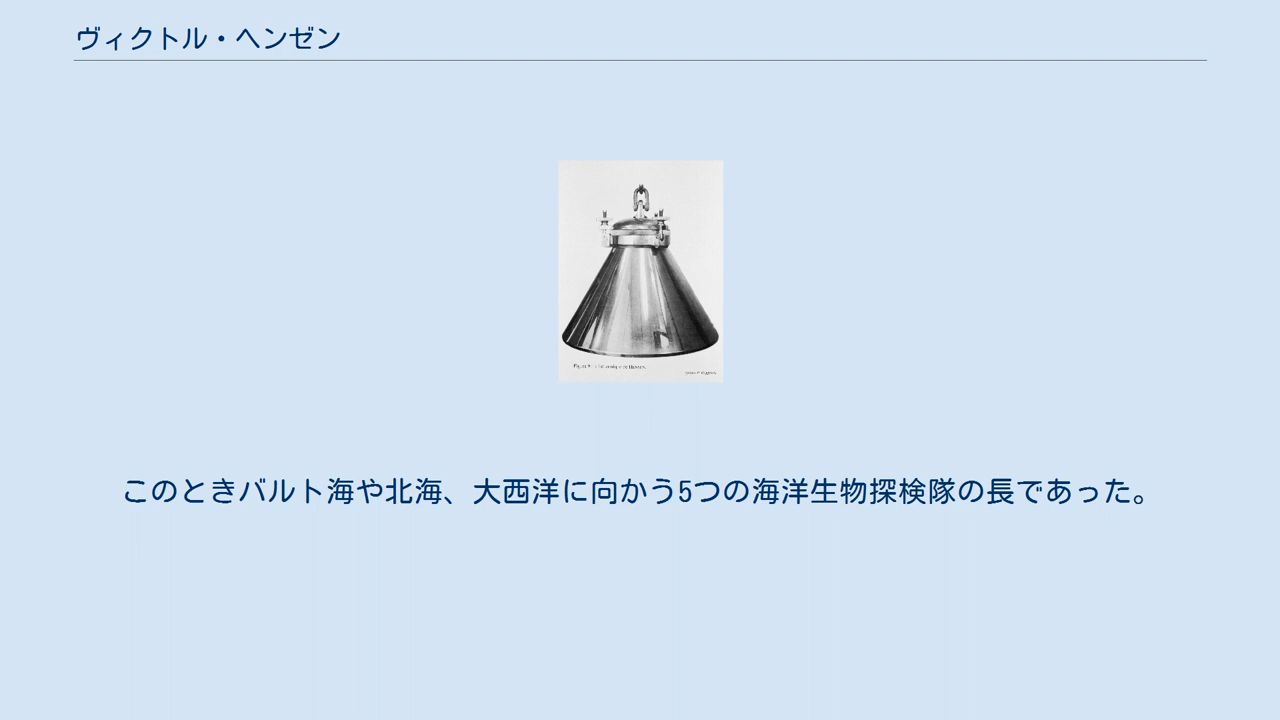 ヴィクトル・ヘンゼン
このときバルト海や北海、大西洋に向かう5つの海洋生物探検隊の長であった。